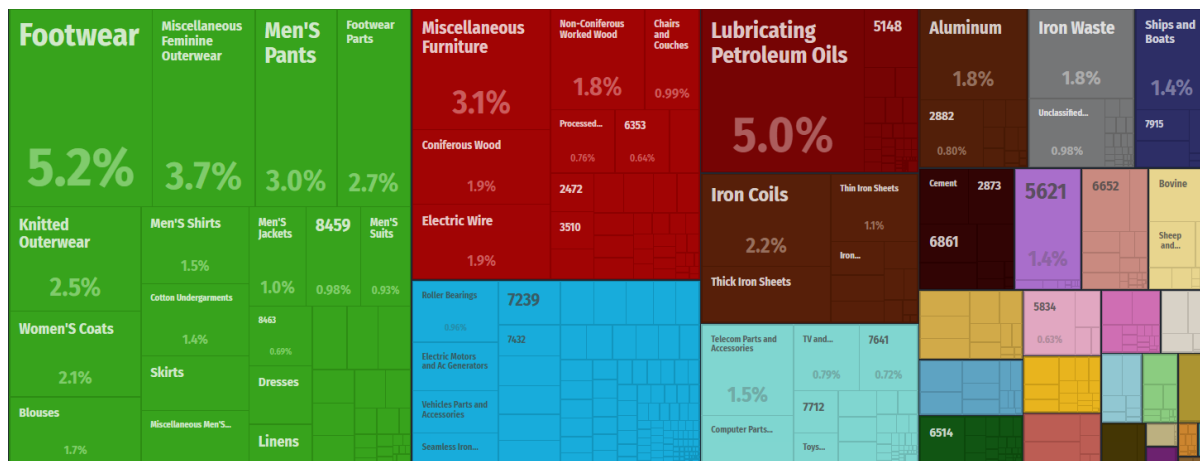 Footwear
5.2%
Miscellaneous
Feminine
Outerwear
3.7%
Men'S
Pants
3.0%
Footwear
Parts
2.7%
Knitted
Outerwear
2.5%
Women'S Coats
2.1%
Blouses
1.7%
Men'S Shirts
1.5%
Cotton Undergarments
1.4%
Skirts
Miscellaneous Men'S...
Men'S
Jackets
1.0%
8459
0.98%
Men'S
Suits
0.93%
8463
0.69%
Dresses
Linens
Miscellaneous
Furniture
3.1%
Coniferous Wood
1.9%
Electric Wire
1.9%
Non-Coniferous
Worked Wood
1.8%
Chairs
and
Couches
0.99%
Processed...
0.76%
6353
0.64%
2472
3510
Roller Bearings
0.96%
Electric Motors
and Ac Generators
Vehicles Parts and
Accessories
Seamless Iron...
7239
7432
Lubricating
Petroleum Oils
5.0%
5148
Iron Coils
2.2%
Thick Iron Sheets
Thin Iron Sheets
1.1%
Iron...
Telecom Parts and
Accessories
1.5%
Computer Parts...
TV and...
0.79%
7641
0.72%
7712
Toys...
Aluminum
1.8%
2882
0.80%
Iron Waste
1.8%
Unclassified...
0.98%
Ships and
Boats
1.4%
7915
Cement
2873
6861
5621
1.4%
6652
Bovine
Sheep
and...
5834
0.63%
6514